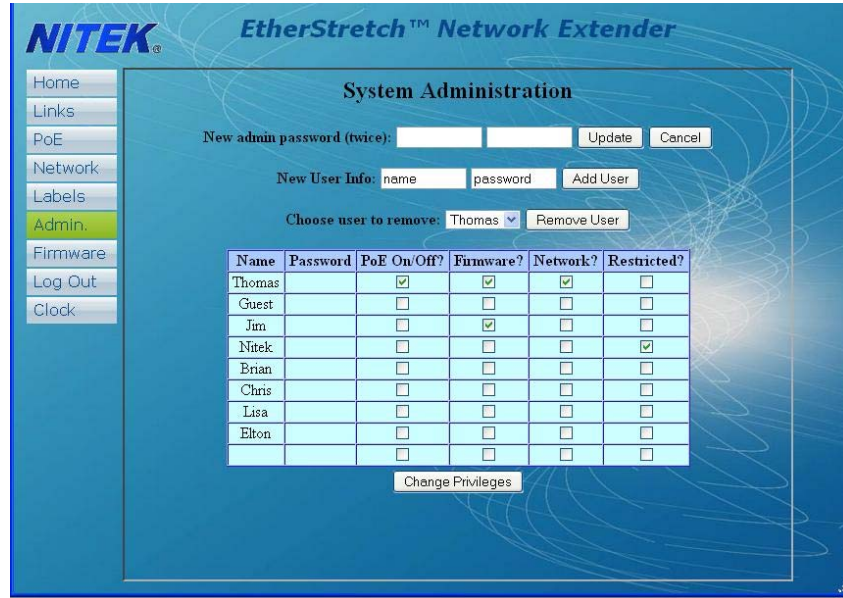 NITEK®
EtherStretch™ Network Extender
Home
Links
PoE
Network
Labels
Admin.
Firmware
Log Out
Clock
System Administration
New admin password (twice): Update Cancel
New User Info: name password Add User
Choose user to remove: Thomas Remove User
Name Password PoE On/Off? Firmware? Network? Restricted?
Thomas
Guest
Jim
Nitek
Brian
Chris
Lisa
Elton
Change Privileges